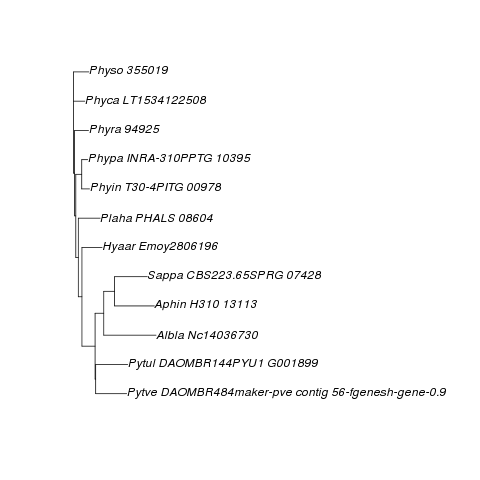 Physo 355019
Phyca LT1534122508
Phyra 94925
Phypa INRA-310PPTG 10395
Phyin T30-4PITG 00978
Plaha PHALS 08604
Hyaar Emoy2806196
Sappa CBS223.65SPRG 07428
Aphin H310 13113
Albla Nc14036730
Pytul DAOMBR144PYU1 G001899
Pytve DAOMBR484maker-pve contig 56-fgenesh-gene-0.9